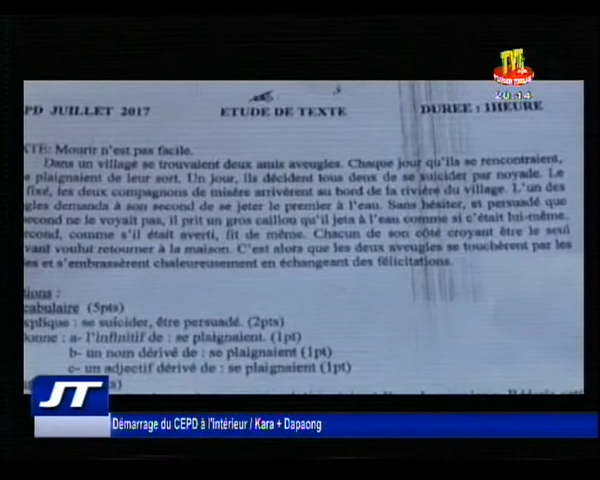 TVT
20:14
PD JUILLET 2017 ETUDE DE TEXTE DUREE : 1HEURE
TE: Mourir n'est pas facile.
Dans un village se trouvaient deux amis aveugles. Chaque jour qu'ils se rencontraient,
plaignaient de leur sort. Un jour, ils décident tous deux de se suicider par noyade. Le
fixé, les deux compagnons de misère arrivèrent au bord de la rivière du village. L'un des
gles demanda à son second de se jeter le premier à l'eau. Sans hésiter, et persuadé que
econd ne le voyait pas, il prit un gros caillou qu'il jeta à l'eau comme si c'était lui-même.
cond, comme s'il était averti, fit de même. Chacun de son côté croyant être le seul
vant voulut retourner à la maison. C'est alors que les deux aveugles se touchèrent par les
es et s'embrassèrent chaleureusement en échangeant des félicitations.
tions :
cabulaire (5pts)
xplique : se suicider, être persuadé. (2pts)
onne : a- l'infinitif de : se plaignaient. (1pt)
b- un nom dérivé de : se plaignaient (1pt)
c- un adjectif dérivé de : se plaignaient (1pt)
JT
Démarrage du CEPD à l'intérieur / Kara + Dapaong